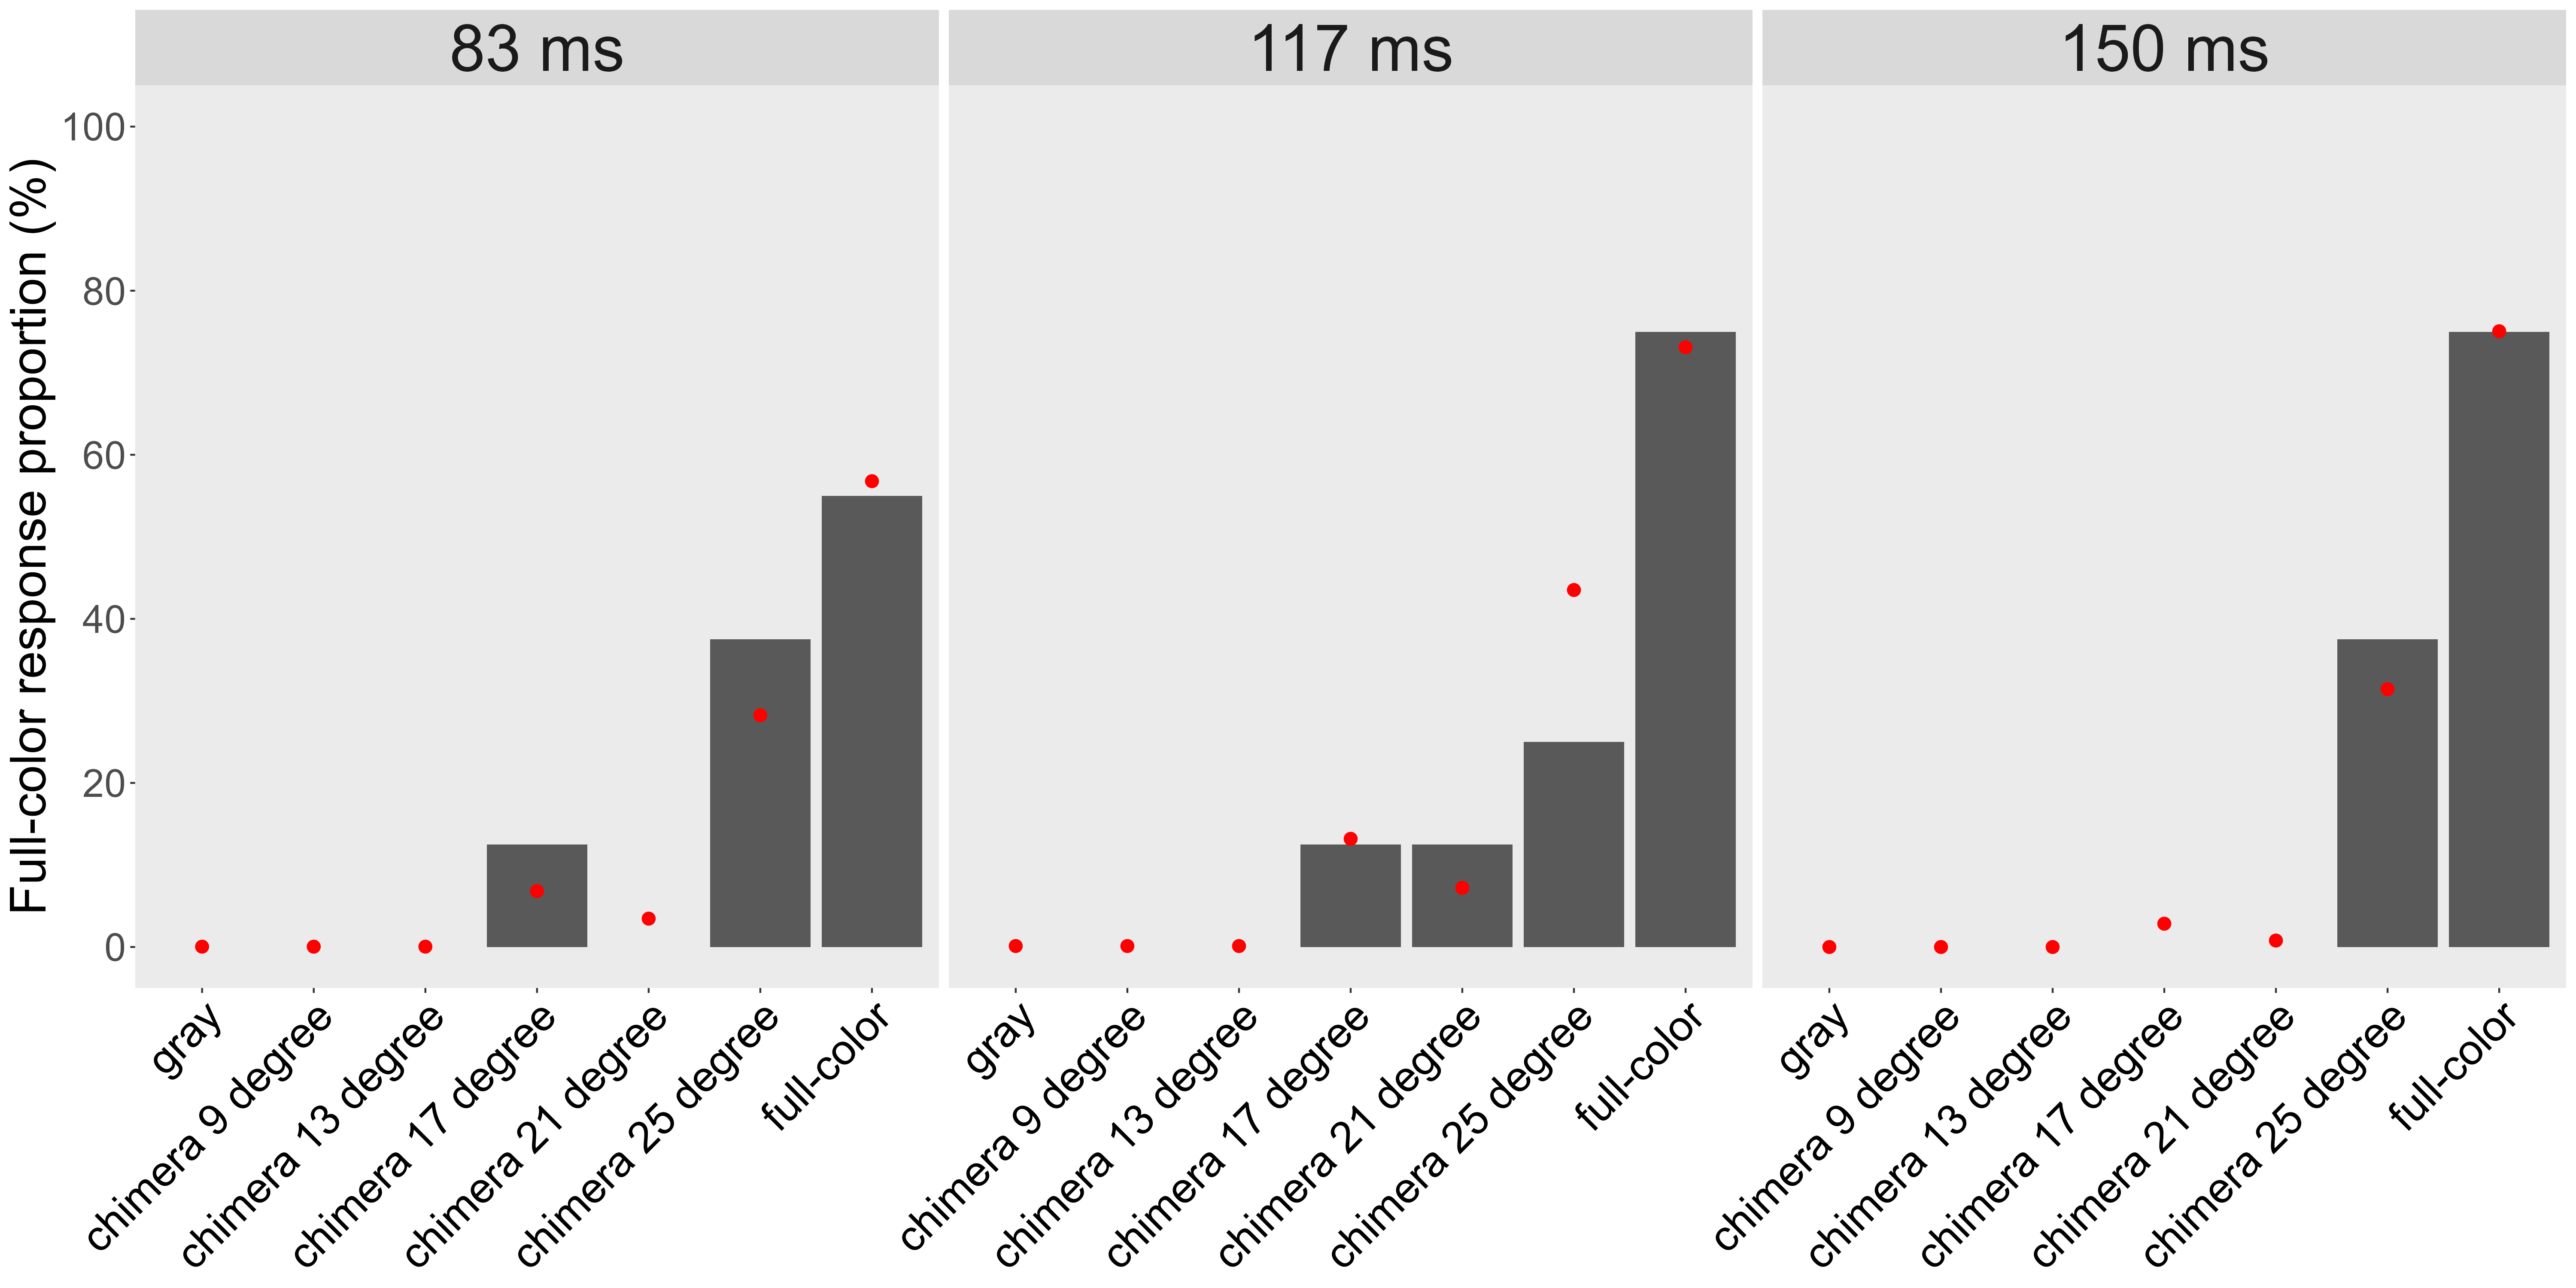 83 ms
117 ms
150 ms
Full-color response proportion (%)
100
80
60
40
20
0
gray
chimera 9 degree
chimera 13 degree
chimera 17 degree
chimera 21 degree
chimera 25 degree
full-color
gray
chimera 9 degree
chimera 13 degree
chimera 17 degree
chimera 21 degree
chimera 25 degree
full-color
gray
chimera 9 degree
chimera 13 degree
chimera 17 degree
chimera 21 degree
chimera 25 degree
full-color